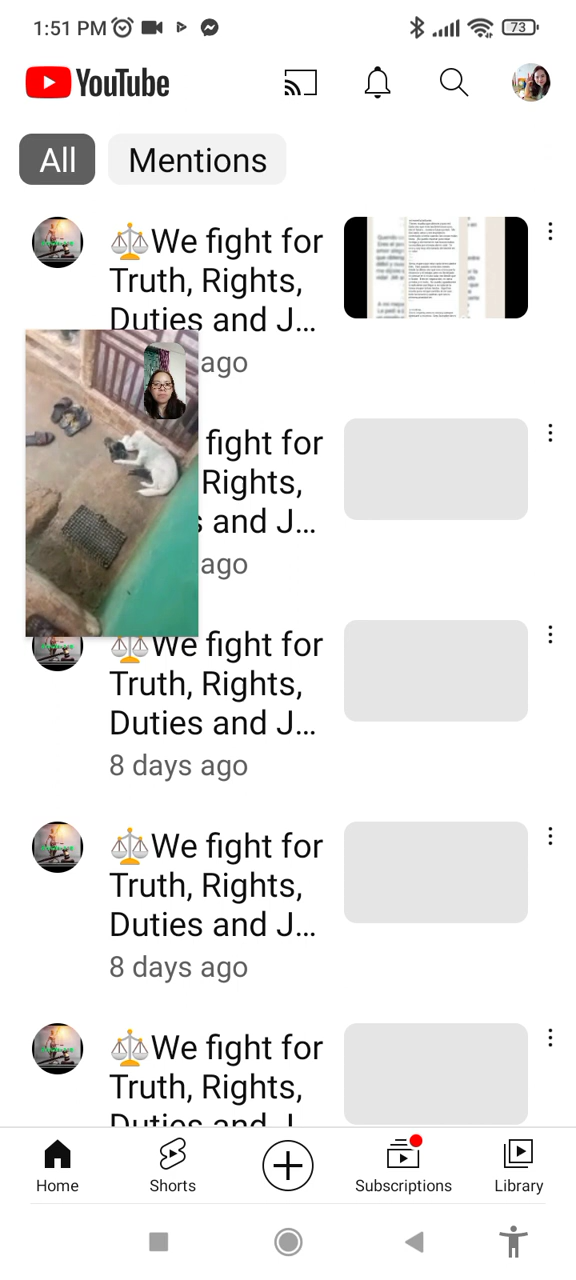 1:51 PM
73
YouTube
All
Mentions
⚖️We fight for
Truth, Rights,
Duties and J...
ago
fight for
Rights,
and J...
ago
⚖️We fight for
Truth, Rights,
Duties and J...
8 days ago
⚖️We fight for
Truth, Rights,
Duties and J...
8 days ago
⚖️We fight for
Truth, Rights,
Duties and J
Home
Shorts
Subscriptions
Library